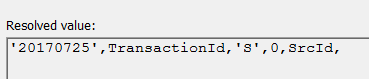 Resolved value:
'20170725',TransactionId,'S',0,SrcId,